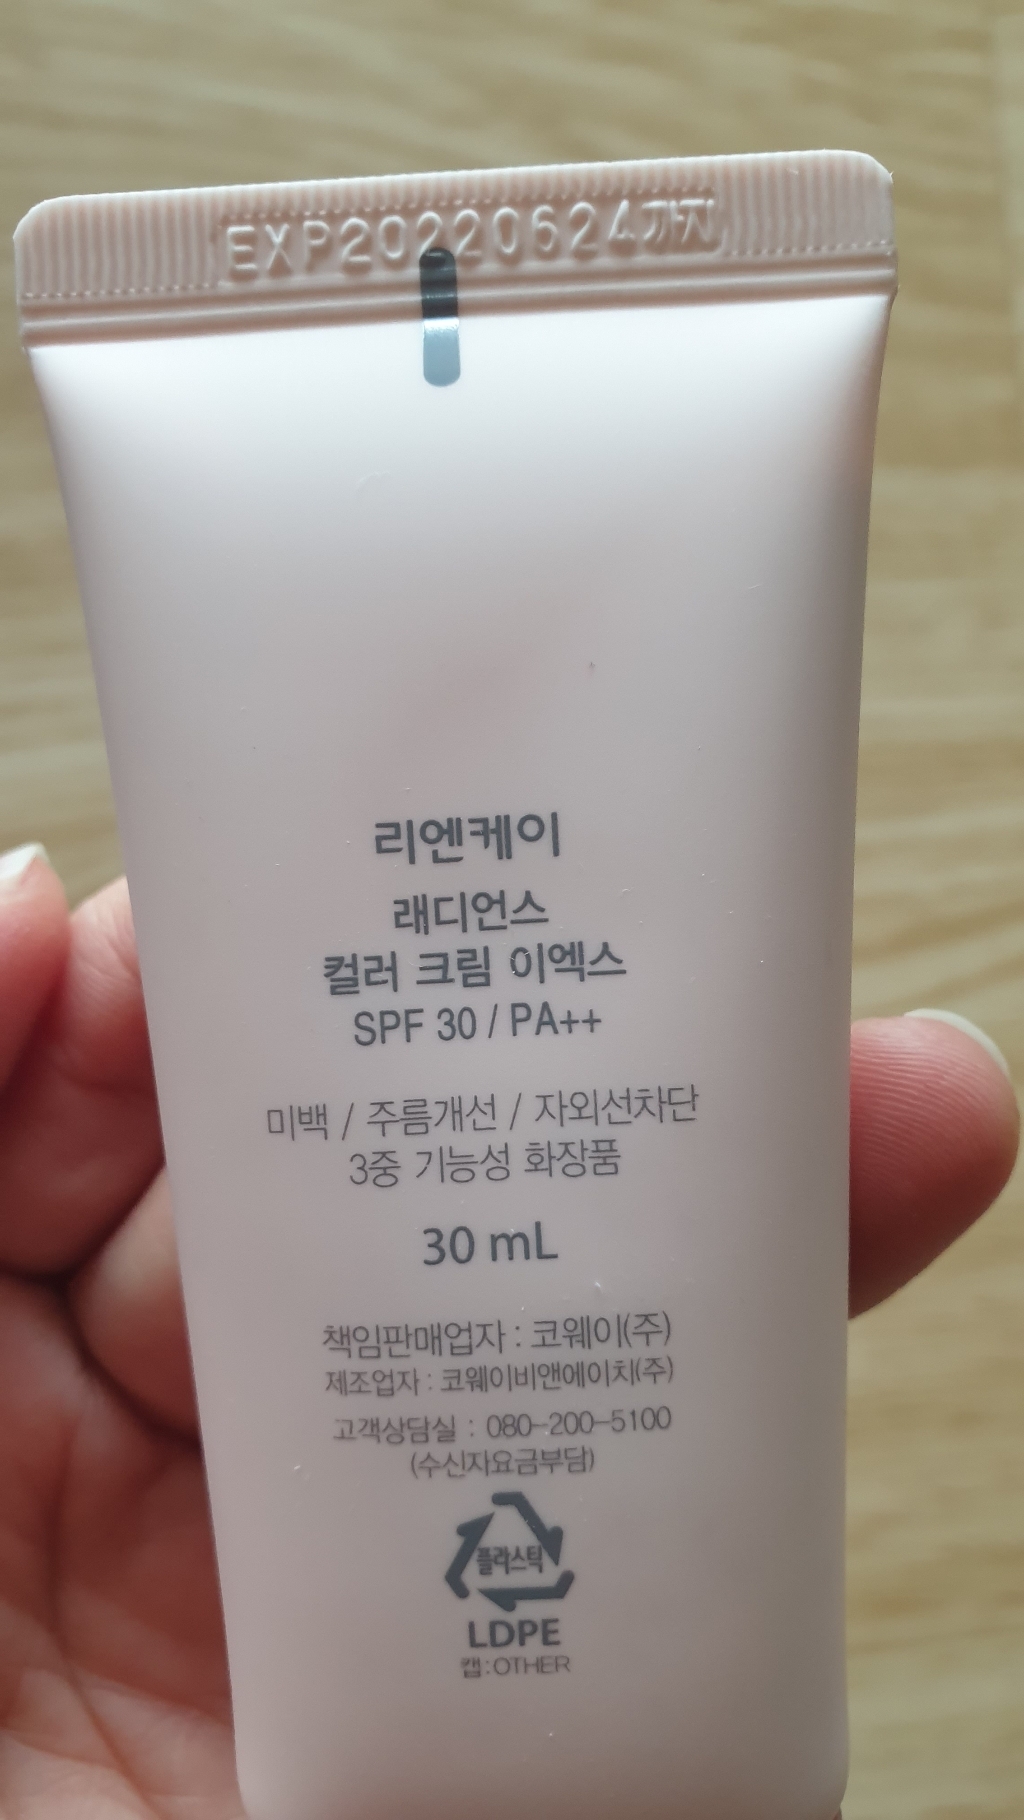 EXP20220624까지
리엔케이
래디언스
컬러 크림 이엑스
SPF 30 / PA++
미백 / 주름개선 / 자외선차단
3중 기능성 화장품
30 mL
책임판매업자 : 코웨이(주)
제조업자 : 코웨이비앤에이치(주)
고객상담실 : 080-200-5100
(수신자요금부담)
플라스틱
LDPE
캡:OTHER